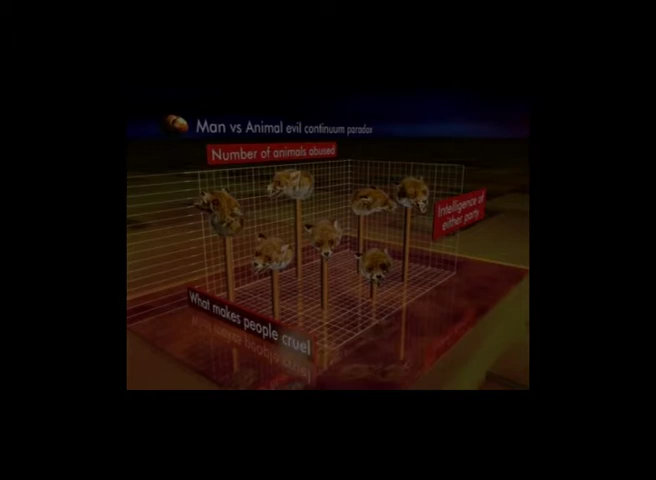 Man vs Animal evil continuum paradox
Number of animals abused
Intelligence of
either party
What makes people cruel